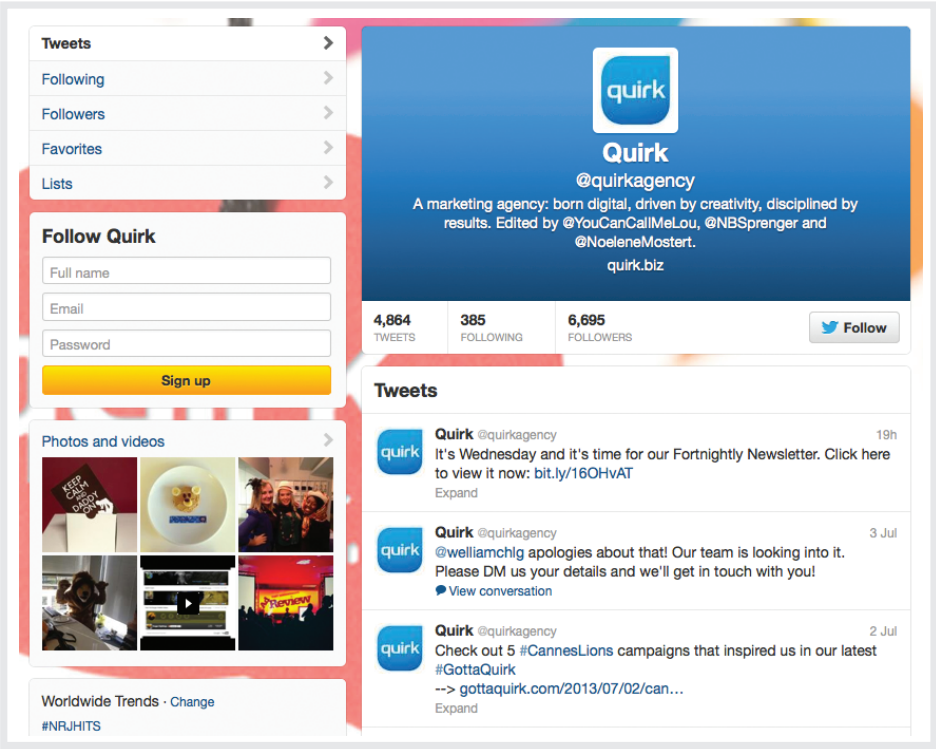 Tweets
Following
Followers
Favorites
Lists
Follow Quirk
Full name
Email
Password
Sign up
Photos and videos
KEEP
CALM
AND
DADDY
ON
Review
Worldwide Trends · Change
#NRJHITS
quirk
Quirk
@quirkagency
A marketing agency: born digital, driven by creativity, disciplined by
results. Edited by @YouCanCallMeLou, @NBSprenger and
@NoeleneMostert.
quirk.biz
4,864 385 6,695
TWEETS FOLLOWING FOLLOWERS
Follow
Tweets
quirk
Quirk @quirkagency 19h
It's Wednesday and it's time for our Fortnightly Newsletter. Click here
to view it now: bit.ly/16OHvAT
Expand
quirk
Quirk @quirkagency 3 Jul
@welliamchlg apologies about that! Our team is looking into it.
Please DM us your details and we'll get in touch with you!
View conversation
quirk
Quirk @quirkagency 2 Jul
Check out 5 #CannesLions campaigns that inspired us in our latest
#GottaQuirk
--> gottaquirk.com/2013/07/02/can…
Expand